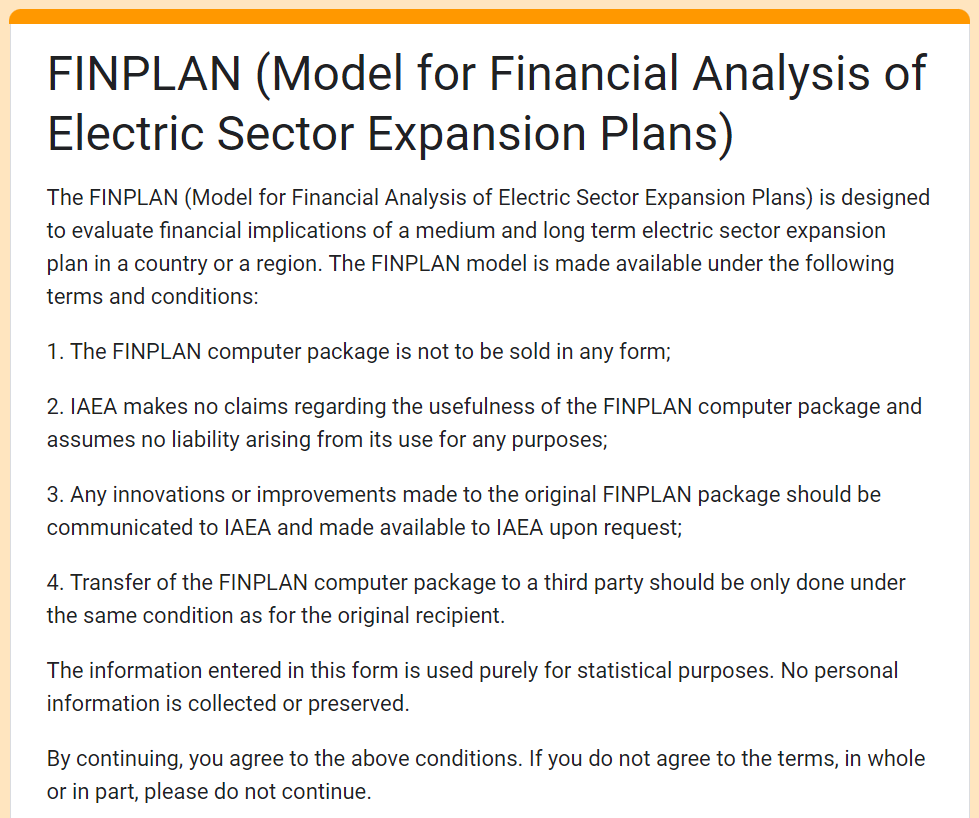 FINPLAN (Model for Financial Analysis of
Electric Sector Expansion Plans)
The FINPLAN (Model for Financial Analysis of Electric Sector Expansion Plans) is designed
to evaluate financial implications of a medium and long term electric sector expansion
plan in a country or a region. The FINPLAN model is made available under the following
terms and conditions:
1. The FINPLAN computer package is not to be sold in any form;
2. IAEA makes no claims regarding the usefulness of the FINPLAN computer package and
assumes no liability arising from its use for any purposes;
3. Any innovations or improvements made to the original FINPLAN package should be
communicated to IAEA and made available to IAEA upon request;
4. Transfer of the FINPLAN computer package to a third party should be only done under
the same condition as for the original recipient.
The information entered in this form is used purely for statistical purposes. No personal
information is collected or preserved.
By continuing, you agree to the above conditions. If you do not agree to the terms, in whole
or in part, please do not continue.